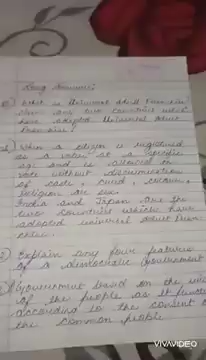 Long Answers:
What is Universal Adult Franchise
Name any two countries which
have adopted Universal Adult
Franchise?
When a citizen is registered
as a voter at a specific
age and is allowed to
vote without discrimination
of caste, creed, colour,
religion or sex.
India and Japan are the
two countries which have
adopted universal adult Fran-
chise.
Explain any four features
of a democratic government
Government based on the will
of the people as it functions
according to the consent of
the common people
VIVAVIDEO